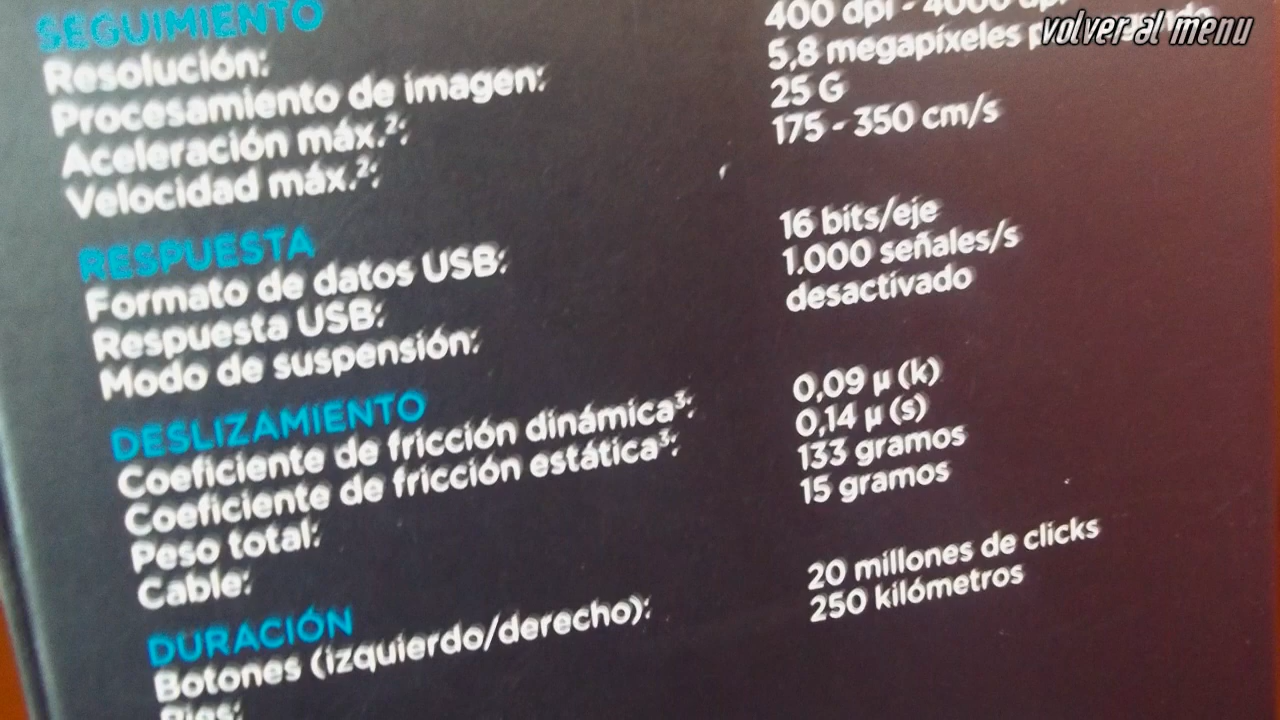 SEGUIMIENTO
Resolución: 400 dpi - 4000
Procesamiento de imagen: 5,8 megapíxeles
Aceleración máx.²: 25 G
Velocidad máx.²: 175 - 350 cm/s
RESPUESTA
Formato de datos USB: 16 bits/eje
Respuesta USB: 1.000 señales/s
Modo de suspensión: desactivado
DESLIZAMIENTO
Coeficiente de fricción dinámica³: 0,09 μ (k)
Coeficiente de fricción estática³: 0,14 μ (s)
Peso total: 133 gramos
Cable: 15 gramos
DURACIÓN
Botones (izquierdo/derecho): 20 millones de clicks
250 kilómetros
volver al menu